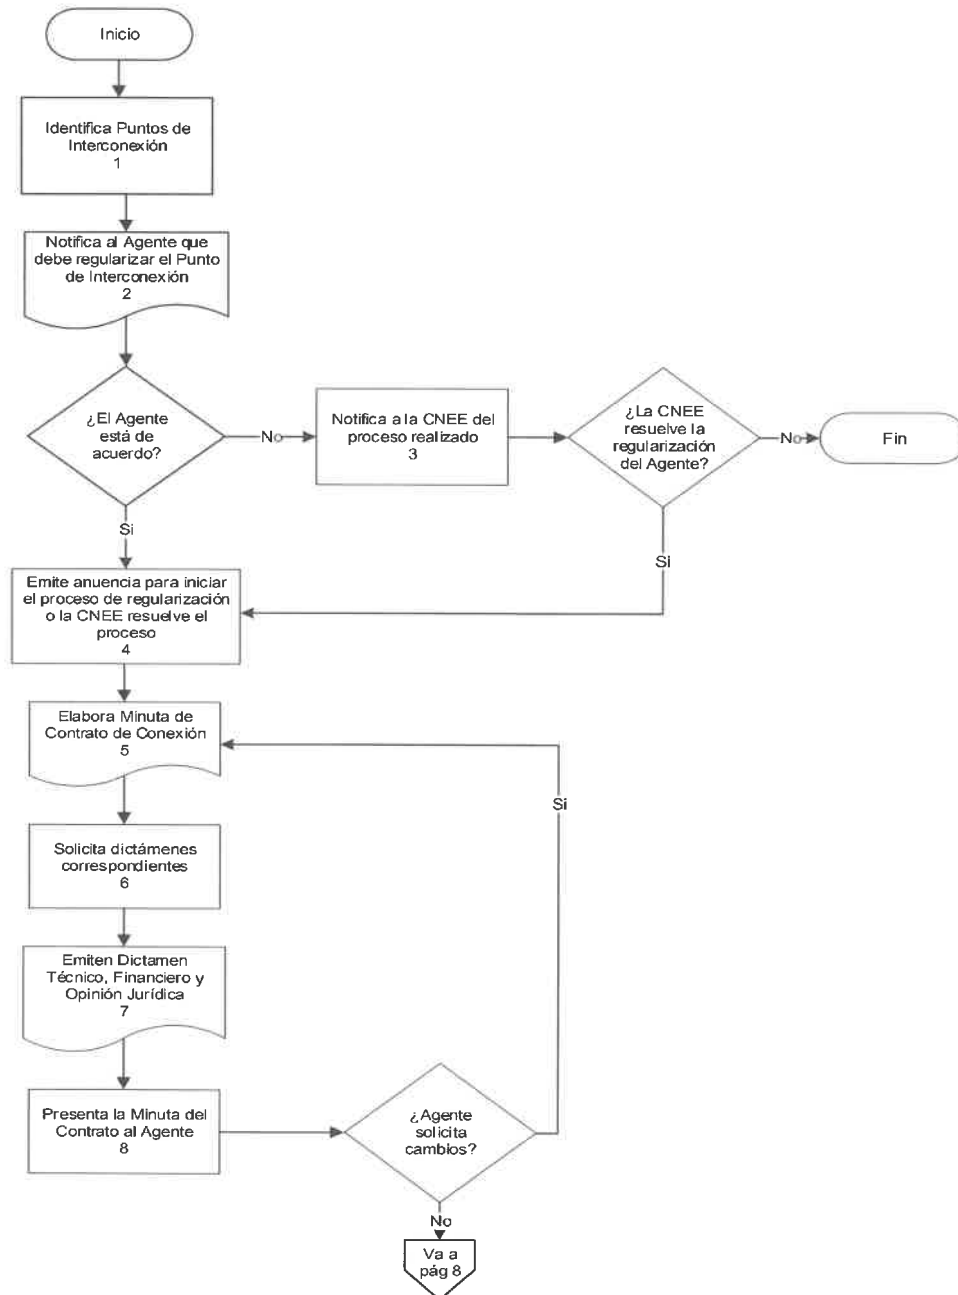 Inicio
Identifica Puntos de
Interconexión
1
Notifica al Agente que
debe regularizar el Punto
de Interconexión
2
¿El Agente
está de
acuerdo?
No
Notifica a la CNEE del
proceso realizado
3
¿La CNEE
resuelve la
regularización
del Agente?
No
Fin
Si
Si
Emite anuencia para iniciar
el proceso de regularización
o la CNEE resuelve el
proceso
4
Elabora Minuta de
Contrato de Conexión
5
Si
Solicita dictámenes
correspondientes
6
Emiten Dictamen
Técnico, Financiero y
Opinión Jurídica
7
Presenta la Minuta del
Contrato al Agente
8
¿Agente
solicita
cambios?
No
Va a
pág 8